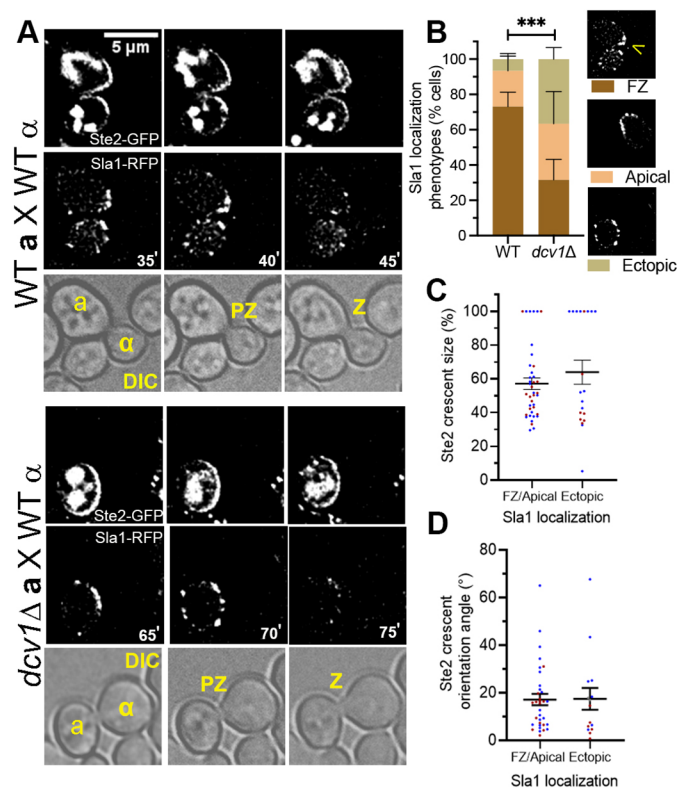 A
WT a X WT α
5 µm
Ste2-GFP
Sla1-RFP
35'
40'
45'
a
α
DIC
PZ
Z
dcv1Δ a X WT α
Ste2-GFP
Sla1-RFP
65'
70'
75'
DIC
a
α
PZ
Z
B
***
Sla1 localization
phenotypes (% cells)
100
80
60
40
20
0
WT
dcv1Δ
FZ
Apical
Ectopic
C
Ste2 crescent size (%)
100
80
60
40
20
0
FZ/Apical Ectopic
Sla1 localization
D
Ste2 crescent
orientation angle (°)
80
60
40
20
0
FZ/Apical Ectopic
Sla1 localization